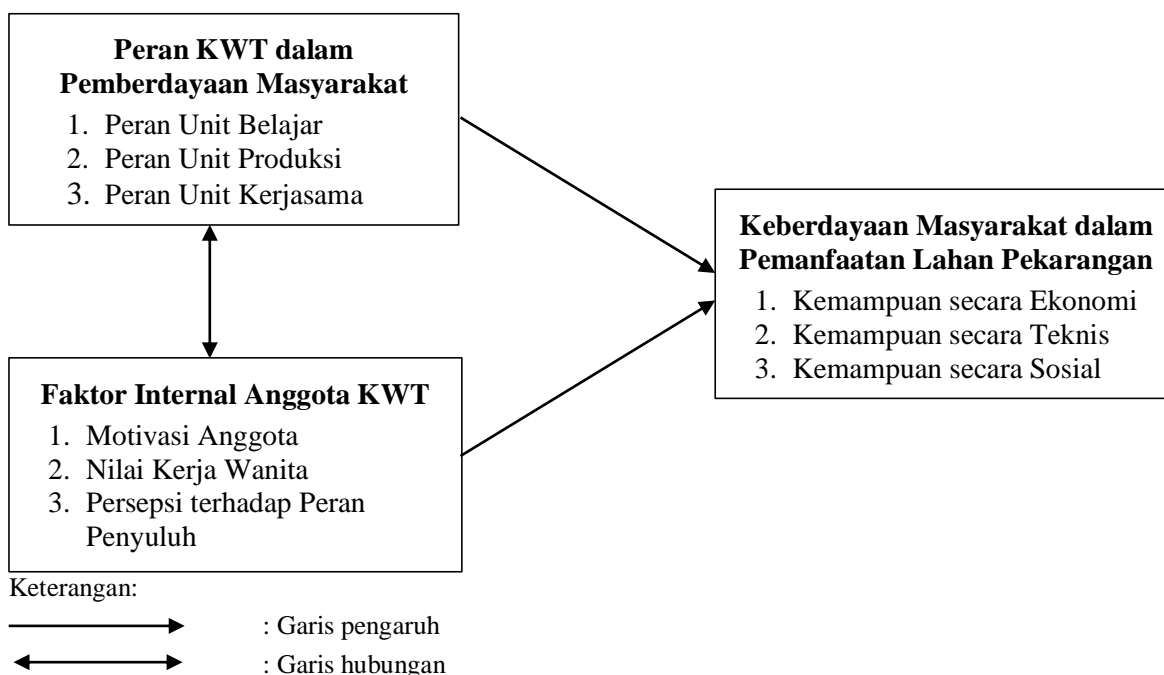 Peran KWT dalam
Pemberdayaan Masyarakat
1. Peran Unit Belajar
2. Peran Unit Produksi
3. Peran Unit Kerjasama
Keberdayaan Masyarakat dalam
Pemanfaatan Lahan Pekarangan
1. Kemampuan secara Ekonomi
2. Kemampuan secara Teknis
3. Kemampuan secara Sosial
Faktor Internal Anggota KWT
1. Motivasi Anggota
2. Nilai Kerja Wanita
3. Persepsi terhadap Peran
Penyuluh
Keterangan:
: Garis pengaruh
: Garis hubungan